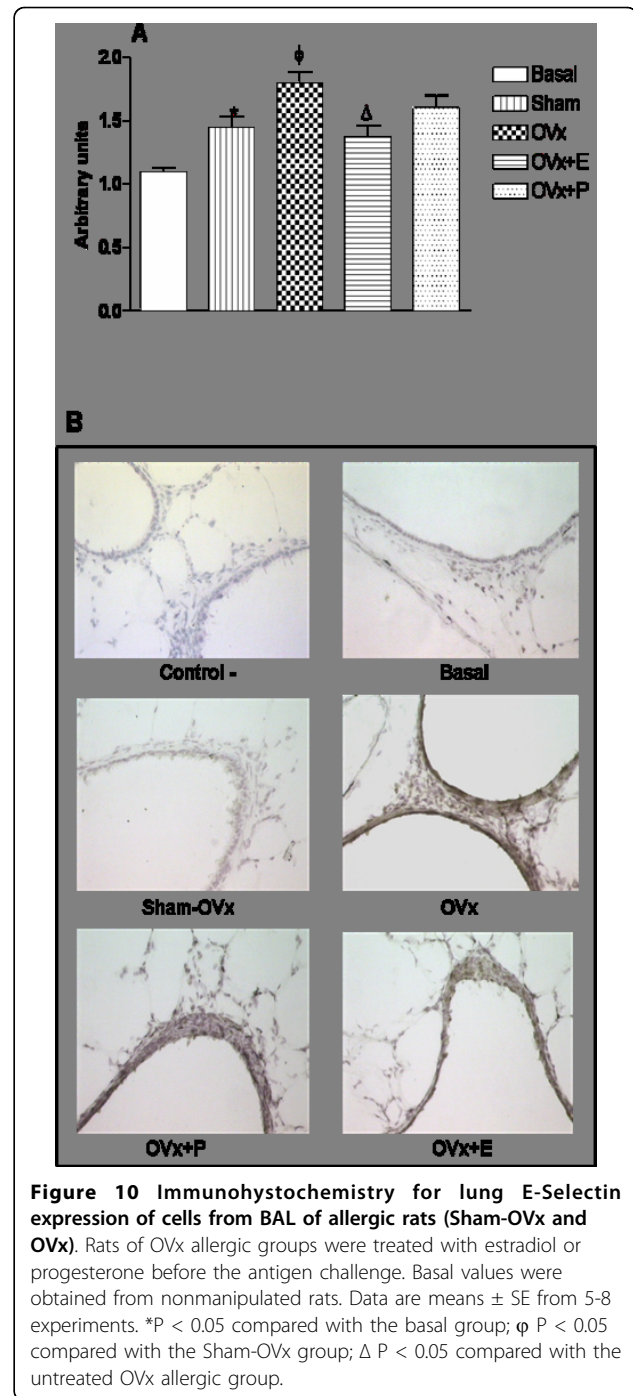 A
2.0
1.5
1.0
0.5
0.0
Arbitrary units
*
φ
Δ
Basal
Sham
OVx
OVx+E
OVx+P
B
Control -
Basal
Sham-OVx
OVx
OVx+P
OVx+E
Figure 10 Immunohystochemistry for lung E-Selectin
expression of cells from BAL of allergic rats (Sham-OVx and
OVx). Rats of OVx allergic groups were treated with estradiol or
progesterone before the antigen challenge. Basal values were
obtained from nonmanipulated rats. Data are means ± SE from 5-8
experiments. *P < 0.05 compared with the basal group; φ P < 0.05
compared with the Sham-OVx group; Δ P < 0.05 compared with the
untreated OVx allergic group.